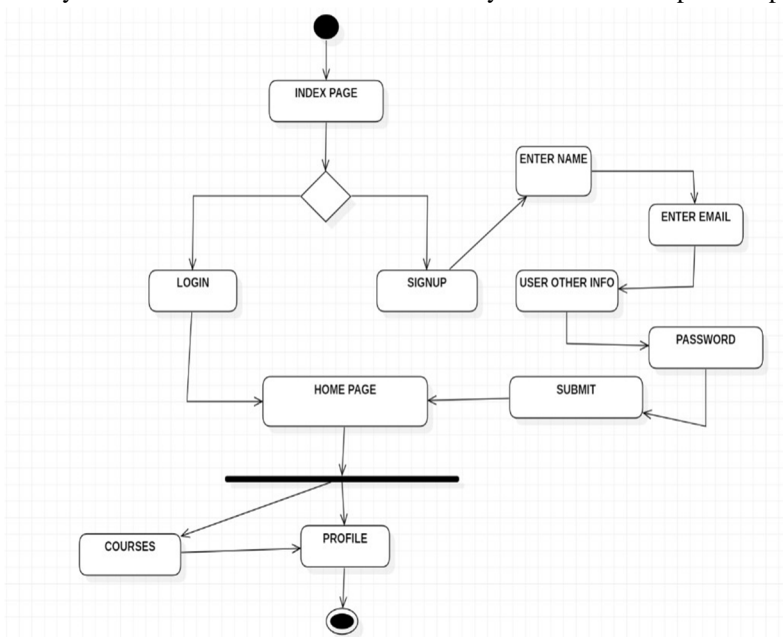 INDEX PAGE
ENTER NAME
ENTER EMAIL
LOGIN
SIGNUP
USER OTHER INFO
PASSWORD
HOME PAGE
SUBMIT
COURSES
PROFILE